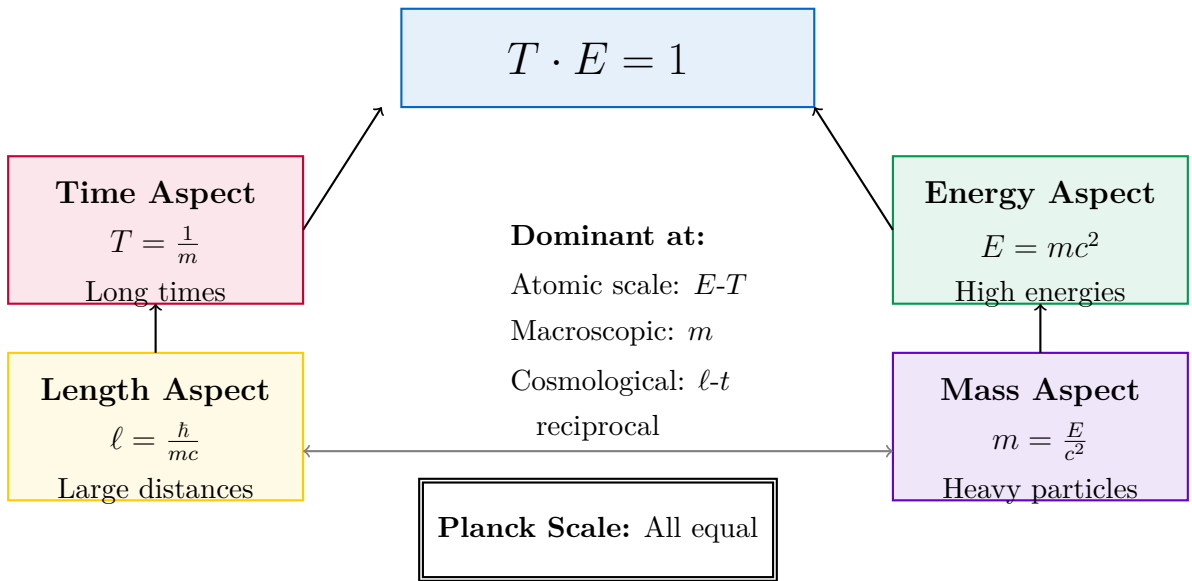 T · E = 1
Time Aspect
T = 1/m
Long times
Energy Aspect
E = mc²
High energies
Dominant at:
Atomic scale: E-T
Macroscopic: m
Cosmological: ℓ-t
reciprocal
Length Aspect
ℓ = ħ/mc
Large distances
Mass Aspect
m = E/c²
Heavy particles
Planck Scale: All equal